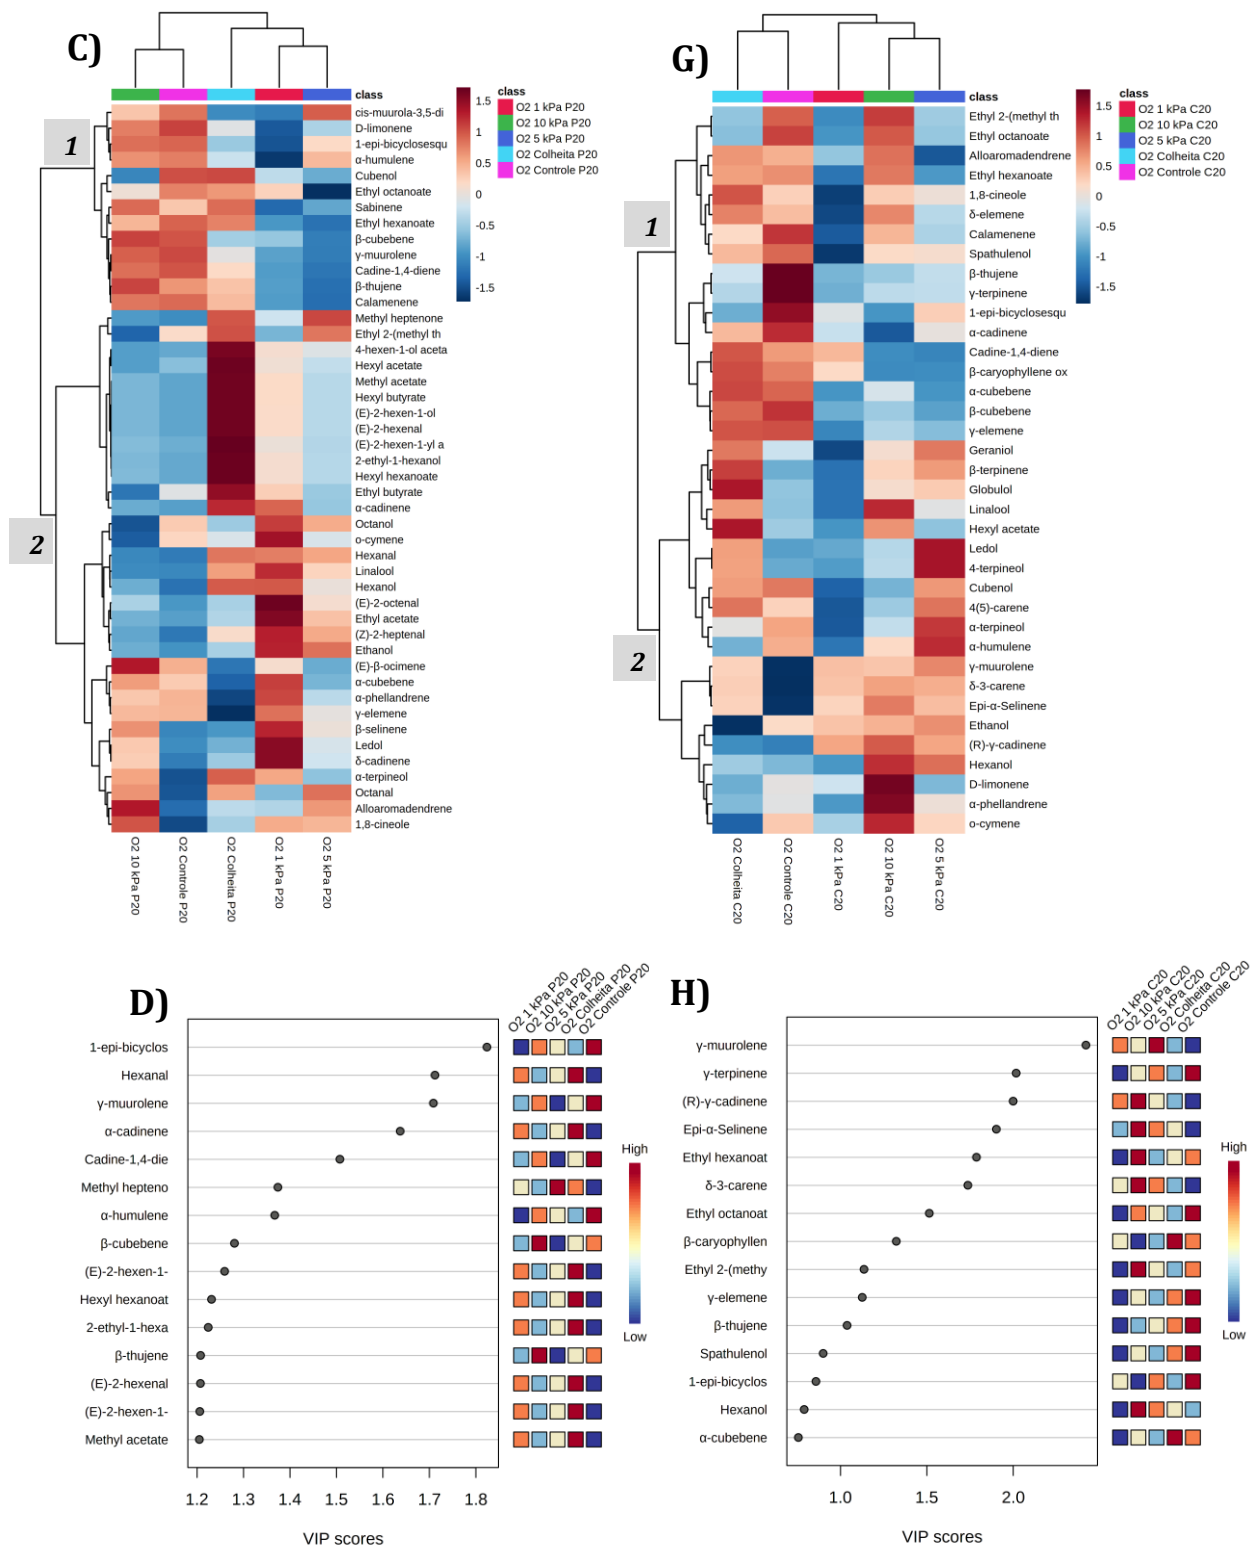 C)
1
2
class
cis-muurola-3,5-di
D-limonene
1-epi-bicyclosesqu
α-humulene
Cubenol
Ethyl octanoate
Sabinene
Ethyl hexanoate
β-cubebene
γ-muurolene
Cadine-1,4-diene
β-thujene
Calamenene
Methyl heptenone
Ethyl 2-(methyl th
4-hexen-1-ol aceta
Hexyl acetate
Methyl acetate
Hexyl butyrate
(E)-2-hexen-1-ol
(E)-2-hexenal
(E)-2-hexen-1-yl a
2-ethyl-1-hexanol
Hexyl hexanoate
Ethyl butyrate
α-cadinene
Octanol
o-cymene
Hexanal
Linalool
Hexanol
(E)-2-octenal
Ethyl acetate
(Z)-2-heptenal
Ethanol
(E)-β-ocimene
α-cubebene
α-phellandrene
γ-elemene
β-selinene
Ledol
δ-cadinene
α-terpineol
Octanal
Alloaromadendrene
1,8-cineole
O2 10 kPa P20
O2 Controle P20
O2 Colheita P20
O2 1 kPa P20
O2 5 kPa P20
1.5
1
0.5
0
-0.5
-1
-1.5
class
O2 1 kPa P20
O2 10 kPa P20
O2 5 kPa P20
O2 Colheita P20
O2 Controle P20
G)
1
2
class
Ethyl 2-(methyl th
Ethyl octanoate
Alloaromadendrene
Ethyl hexanoate
1,8-cineole
δ-elemene
Calamenene
Spathulenol
β-thujene
γ-terpinene
1-epi-bicyclosesqu
α-cadinene
Cadine-1,4-diene
β-caryophyllene ox
α-cubebene
β-cubebene
γ-elemene
Geraniol
β-terpinene
Globulol
Linalool
Hexyl acetate
Ledol
4-terpineol
Cubenol
4(5)-carene
α-terpineol
α-humulene
γ-muurolene
δ-3-carene
Epi-α-Selinene
Ethanol
(R)-γ-cadinene
Hexanol
D-limonene
α-phellandrene
o-cymene
O2 Colheita C20
O2 Controle C20
O2 1 kPa C20
O2 10 kPa C20
O2 5 kPa C20
1.5
1
0.5
0
-0.5
-1
-1.5
class
O2 1 kPa C20
O2 10 kPa C20
O2 5 kPa C20
O2 Colheita C20
O2 Controle C20
D)
O2 1 kPa P20
O2 10 kPa P20
O2 5 kPa P20
O2 Colheita P20
O2 Controle P20
1-epi-bicyclos
Hexanal
γ-muurolene
α-cadinene
Cadine-1,4-die
Methyl hepteno
α-humulene
β-cubebene
(E)-2-hexen-1-
Hexyl hexanoat
2-ethyl-1-hexa
β-thujene
(E)-2-hexenal
(E)-2-hexen-1-
Methyl acetate
High
Low
1.2 1.3 1.4 1.5 1.6 1.7 1.8
VIP scores
H)
O2 1 kPa C20
O2 10 kPa C20
O2 5 kPa C20
O2 Colheita C20
O2 Controle C20
γ-muurolene
γ-terpinene
(R)-γ-cadinene
Epi-α-Selinene
Ethyl hexanoat
δ-3-carene
Ethyl octanoat
β-caryophyllen
Ethyl 2-(methy
γ-elemene
β-thujene
Spathulenol
1-epi-bicyclos
Hexanol
α-cubebene
High
Low
1.0 1.5 2.0
VIP scores